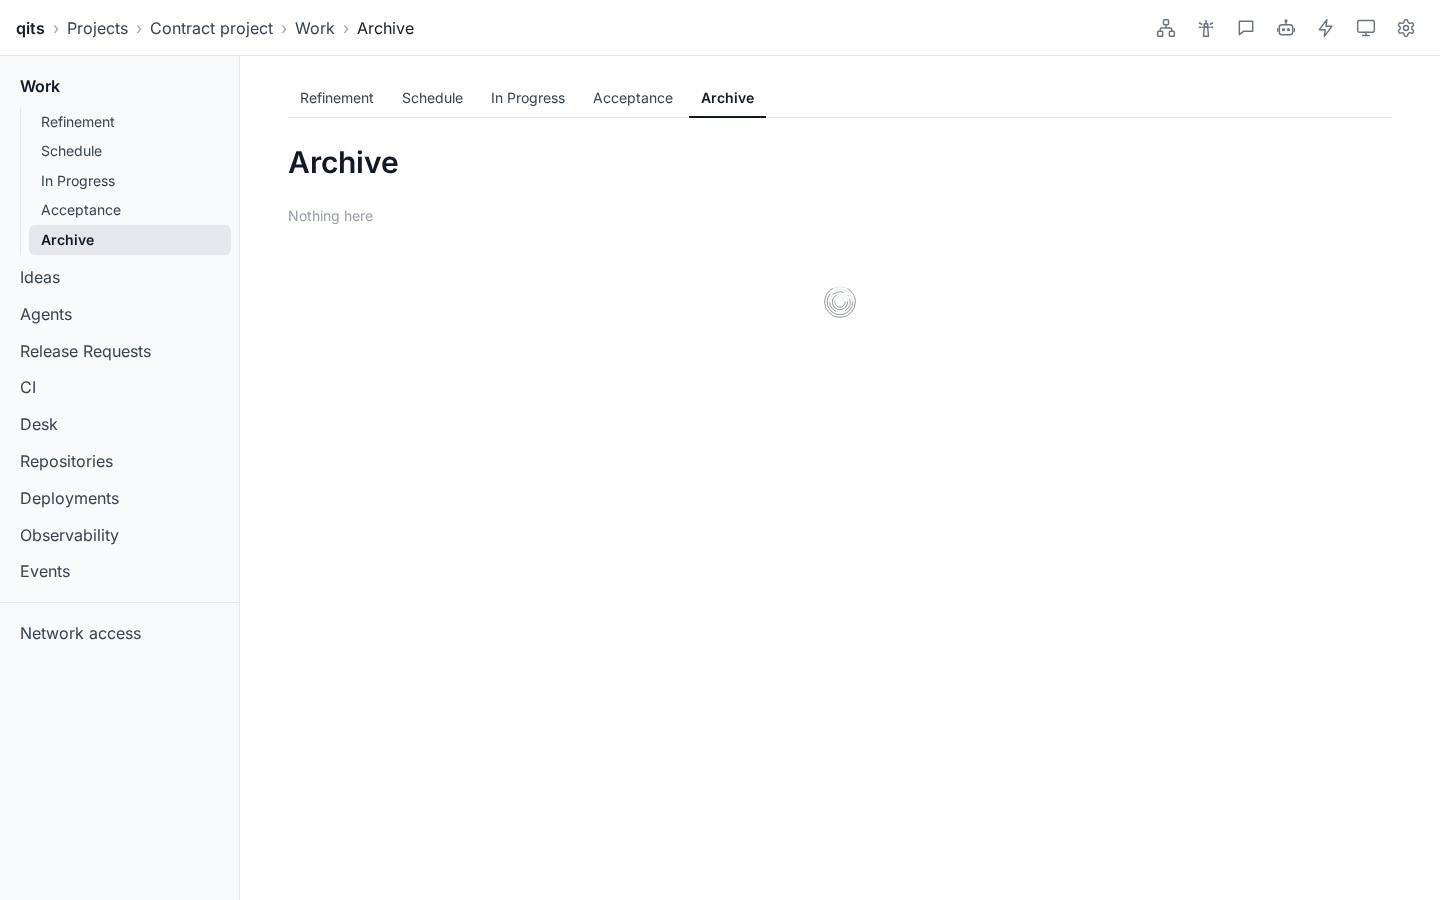 qits › Projects › Contract project › Work › Archive
Work
Refinement
Schedule
In Progress
Acceptance
Archive
Ideas
Agents
Release Requests
CI
Desk
Repositories
Deployments
Observability
Events
Network access
Refinement Schedule In Progress Acceptance Archive
Archive
Nothing here